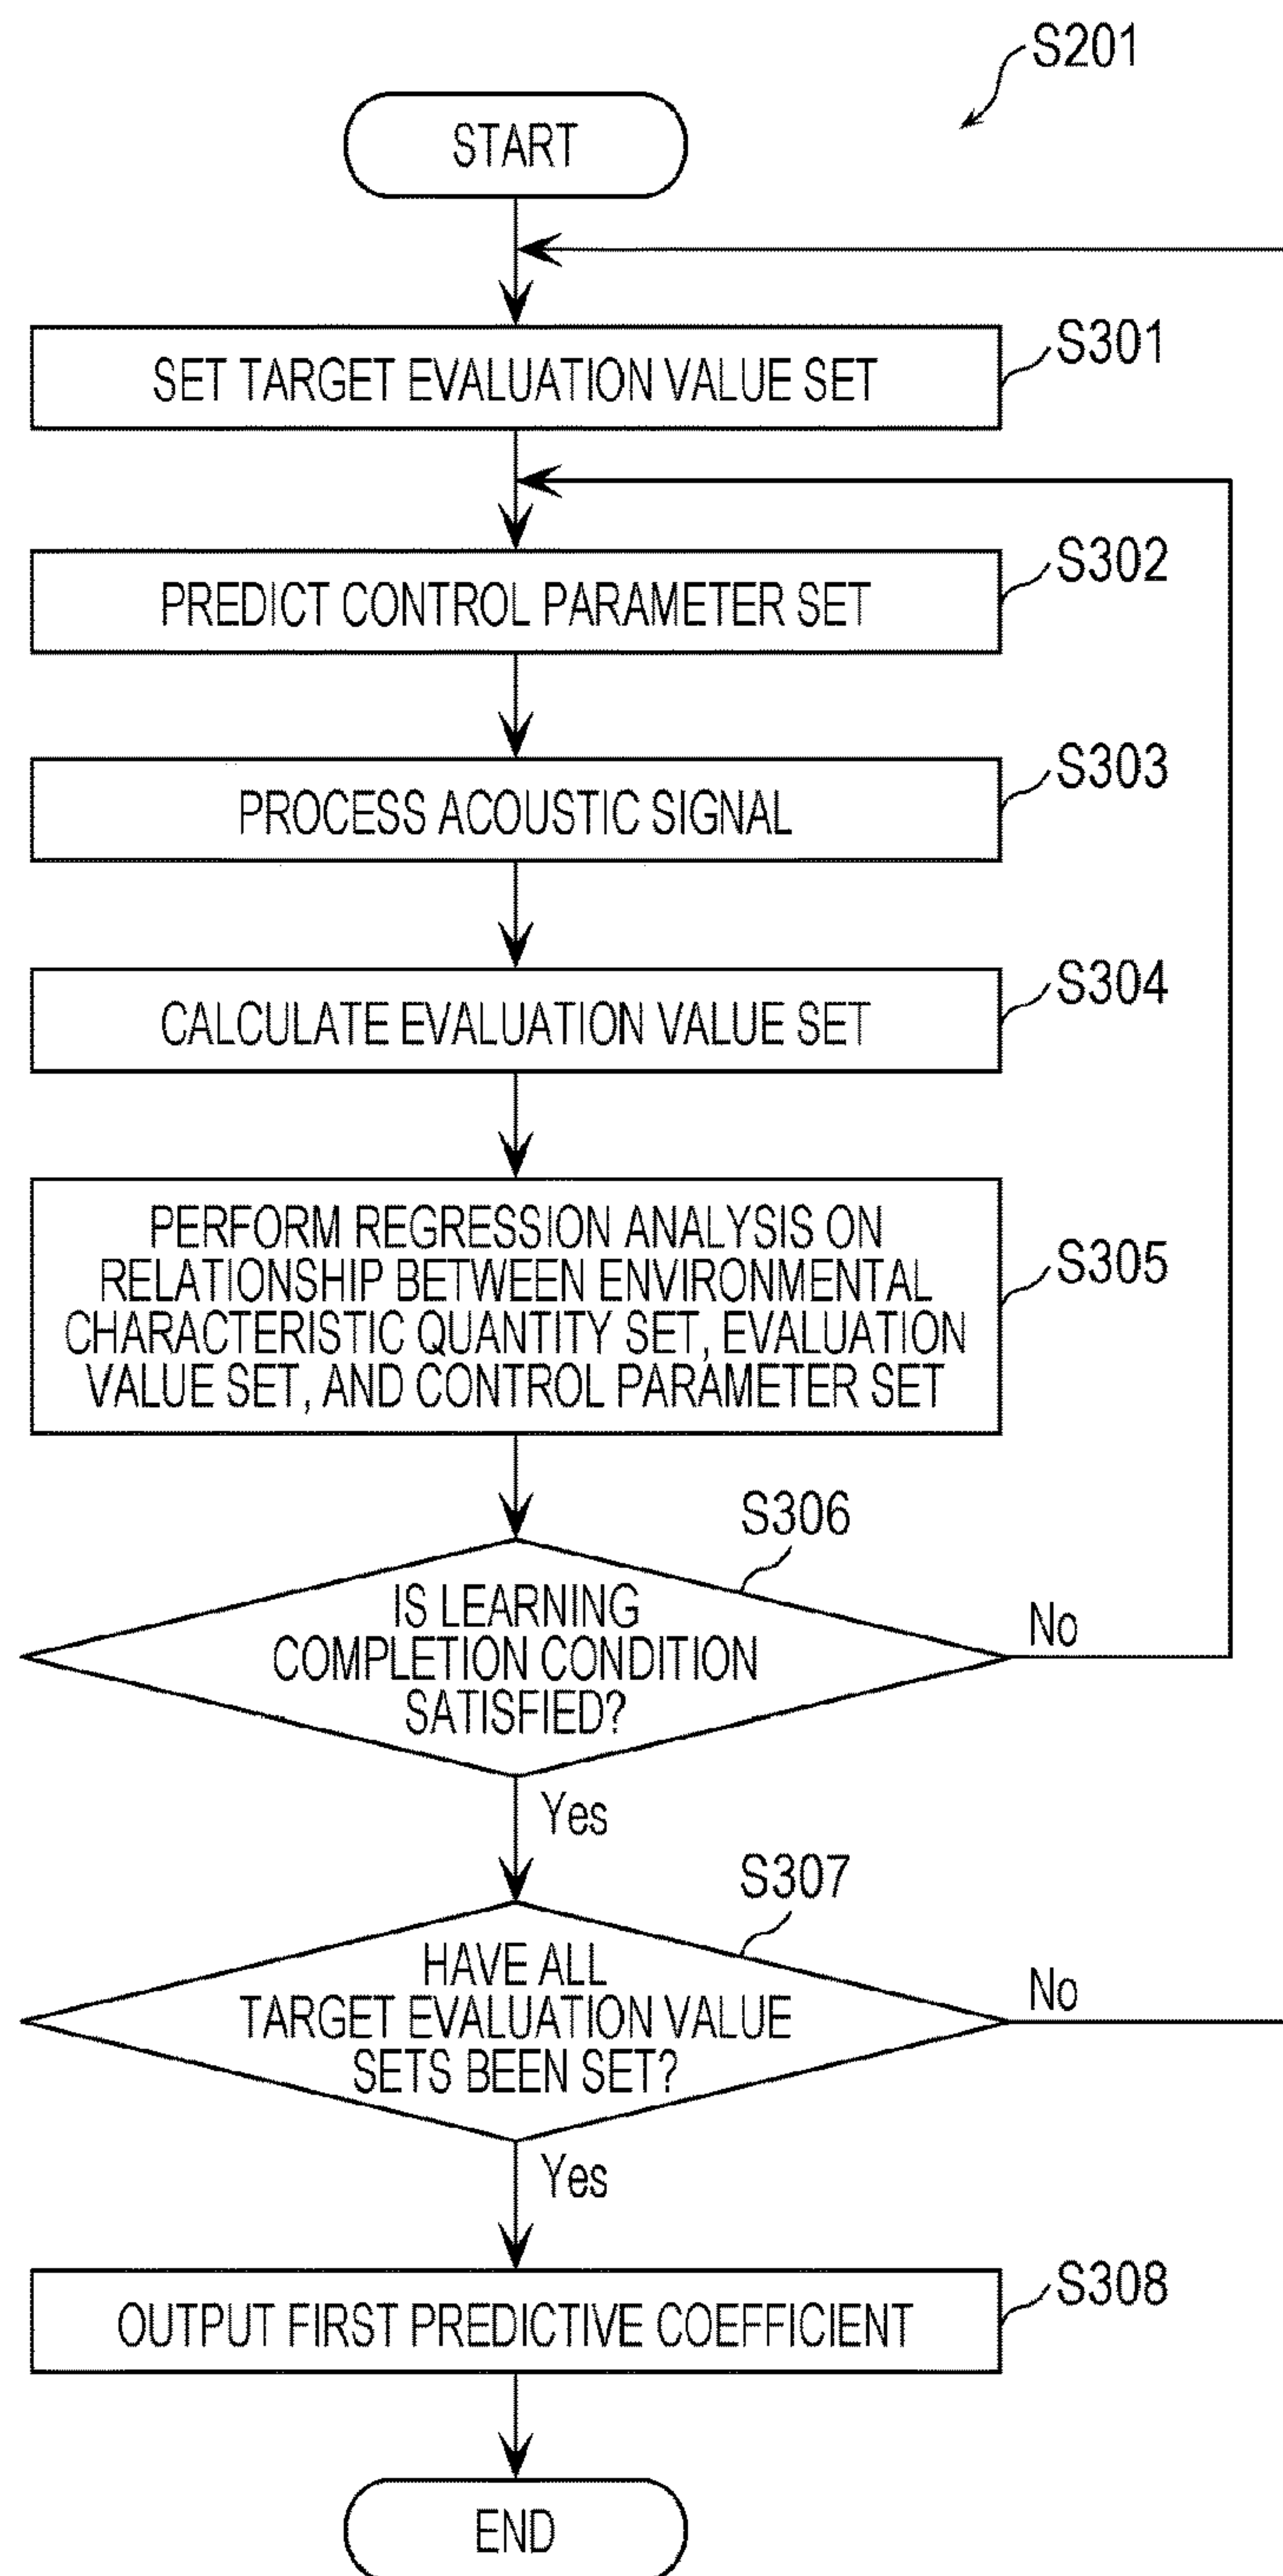 S201
START
S301
SET TARGET EVALUATION VALUE SET
S302
PREDICT CONTROL PARAMETER SET
S303
PROCESS ACOUSTIC SIGNAL
S304
CALCULATE EVALUATION VALUE SET
PERFORM REGRESSION ANALYSIS ON
RELATIONSHIP BETWEEN ENVIRONMENTAL
S305
CHARACTERISTIC QUANTITY SET, EVALUATION
VALUE SET, AND CONTROL PARAMETER SET
S306
IS LEARNING
COMPLETION CONDITION
SATISFIED?
No
Yes
S307
HAVE ALL
TARGET EVALUATION VALUE
SETS BEEN SET?
No
Yes
S308
OUTPUT FIRST PREDICTIVE COEFFICIENT
END